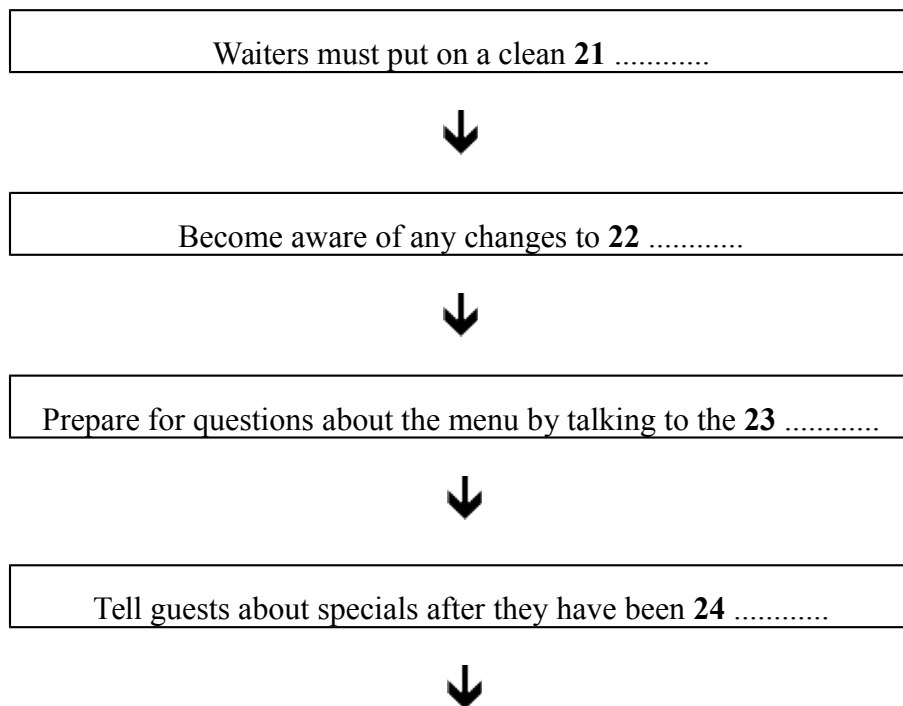 Waiters must put on a clean 21 ............
Become aware of any changes to 22 ............
Prepare for questions about the menu by talking to the 23 ............
Tell guests about specials after they have been 24 ............